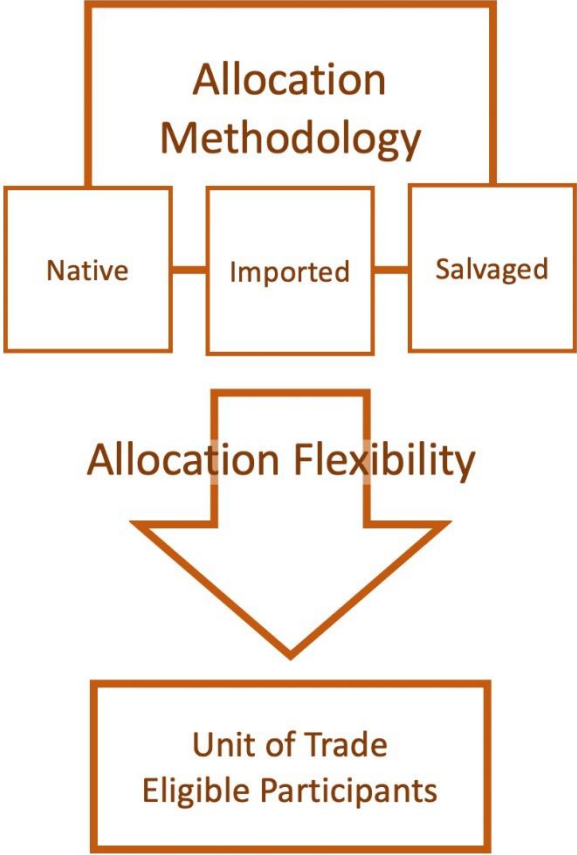 Allocation
Methodology
Native
Imported
Salvaged
Allocation Flexibility
Unit of Trade
Eligible Participants